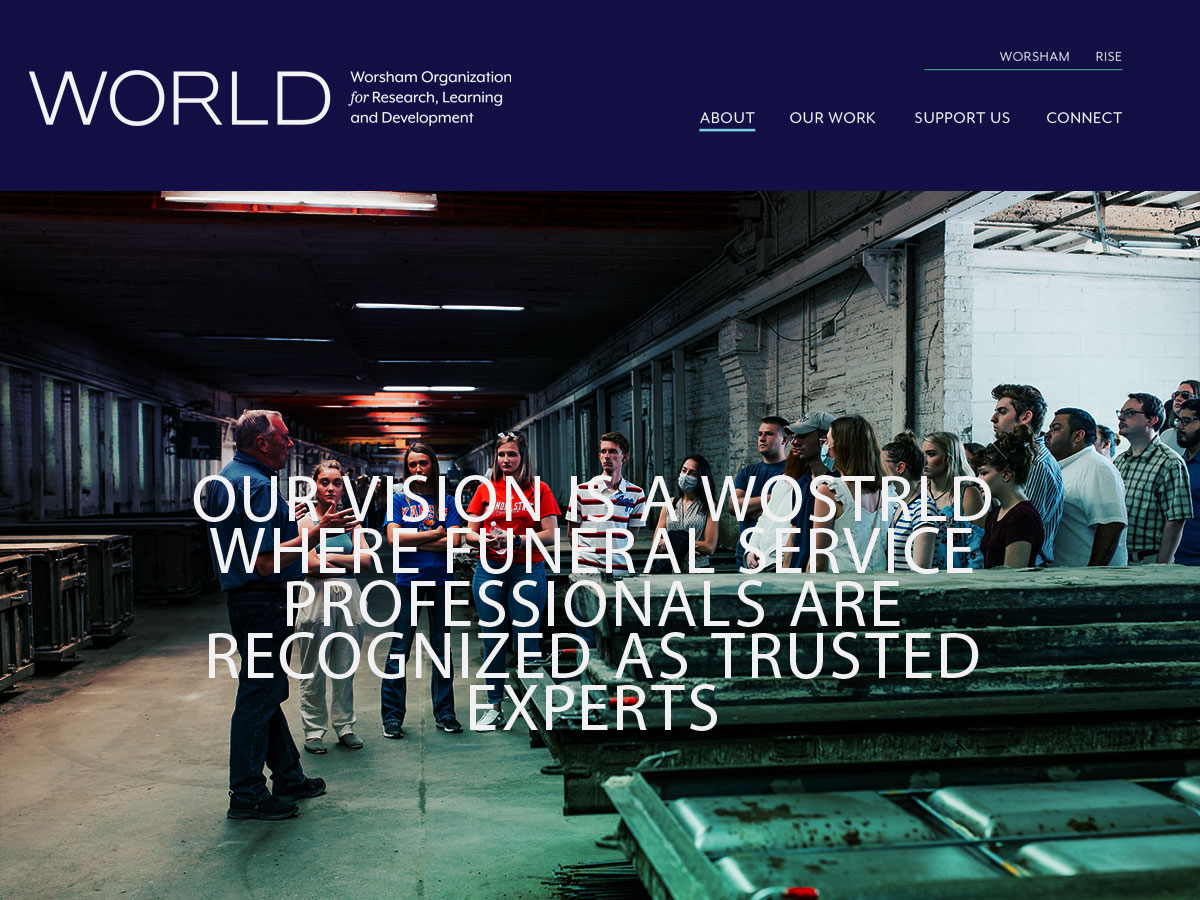 WORLD
Worsham Organization
for Research, Learning
and Development
WORSHAM RISE
ABOUT OUR WORK SUPPORT US CONNECT
OUR VISION IS A WOSTRLD
WHERE FUNERAL SERVICE
PROFESSIONALS ARE
RECOGNIZED AS TRUSTED
EXPERTS